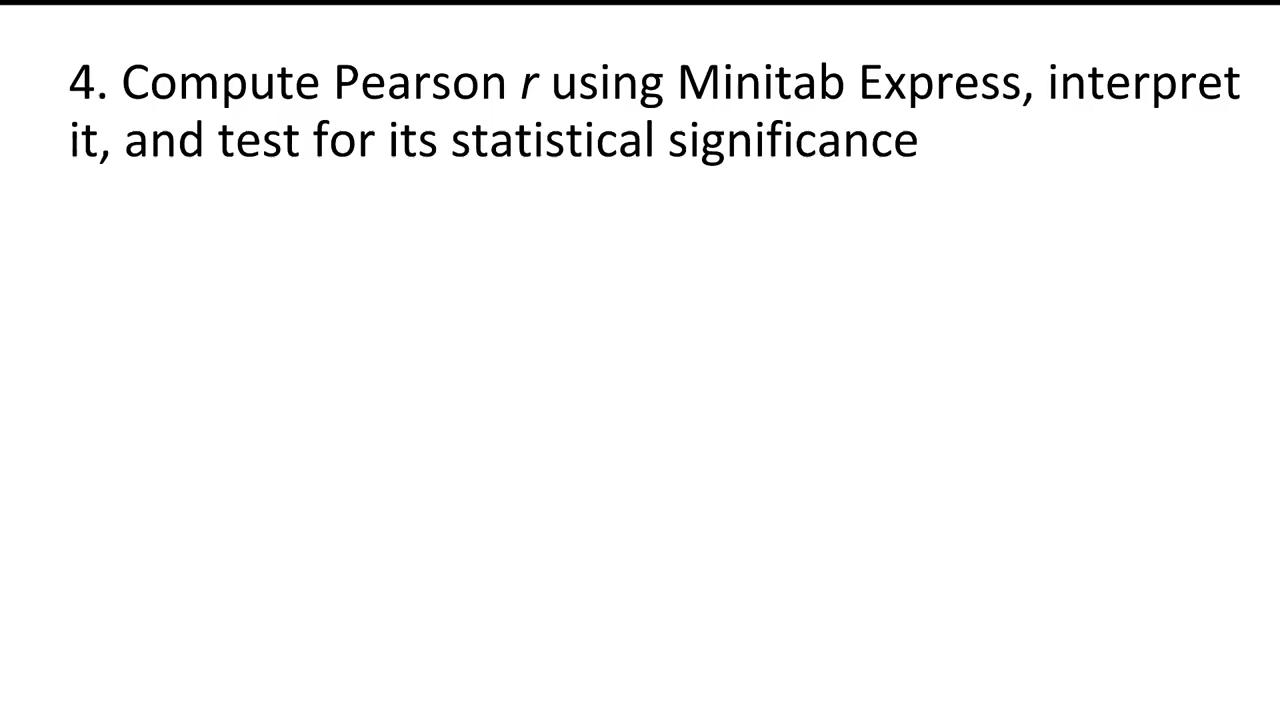 4. Compute Pearson r using Minitab Express, interpret
it, and test for its statistical significance